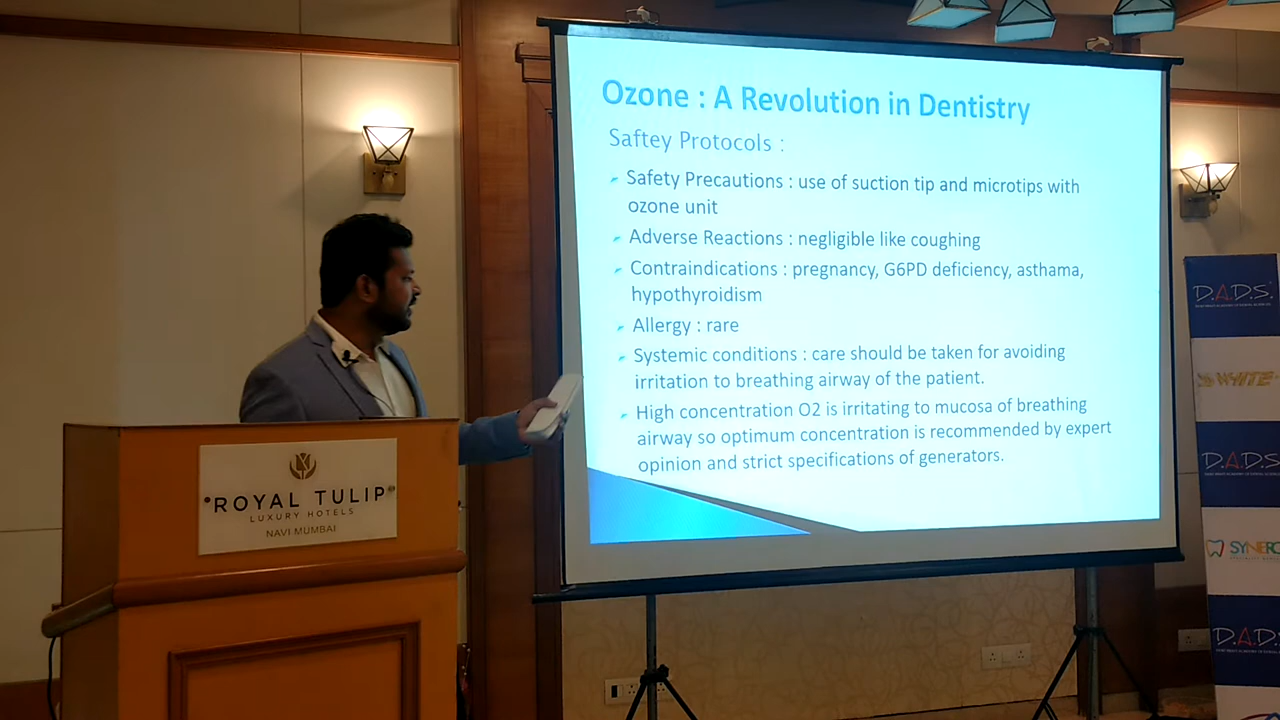 Ozone : A Revolution in Dentistry
Saftey Protocols :
Safety Precautions : use of suction tip and microtips with
ozone unit
Adverse Reactions : negligible like coughing
Contraindications : pregnancy, G6PD deficiency, asthama,
hypothyroidism
Allergy : rare
Systemic conditions : care should be taken for avoiding
irritation to breathing airway of the patient.
High concentration O2 is irritating to mucosa of breathing
airway so optimum concentration is recommended by expert
opinion and strict specifications of generators.
ROYAL TULIP
LUXURY HOTELS
NAVI MUMBAI
D.A.D.S.
WHITE
D.A.D.S
D.A.D.S